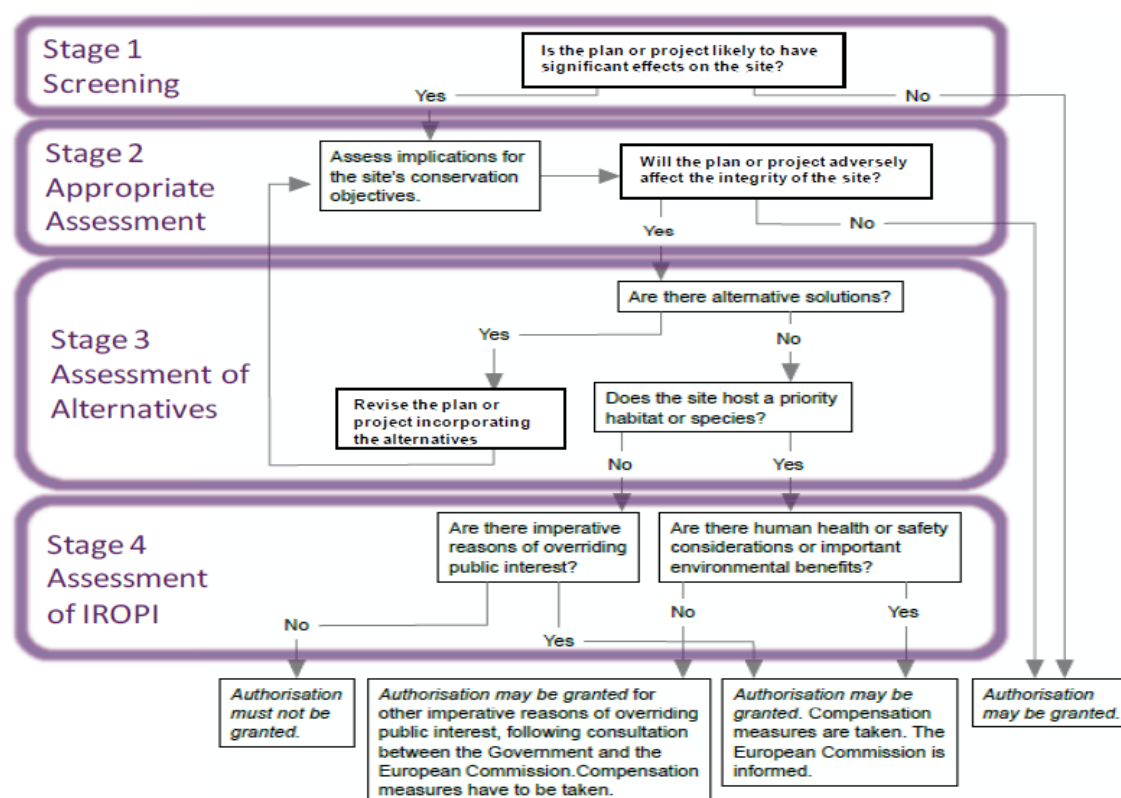 Stage 1
Screening
Is the plan or project likely to have
significant effects on the site?
Yes
No
Stage 2
Appropriate
Assessment
Assess implications for
the site's conservation
objectives.
Will the plan or project adversely
affect the integrity of the site?
No
Yes
Stage 3
Assessment of
Alternatives
Are there alternative solutions?
Yes
No
Revise the plan or
project incorporating
the alternatives
Does the site host a priority
habitat or species?
No
Yes
Stage 4
Assessment
of IROPI
Are there imperative
reasons of overriding
public interest?
Are there human health or safety
considerations or important
environmental benefits?
No
Yes
No
Yes
Authorisation
must not be
granted.
Authorisation may be granted for
other imperative reasons of overriding
public interest, following consultation
between the Government and the
European Commission.Compensation
measures have to be taken.
Authorisation may be
granted. Compensation
measures are taken. The
European Commission is
informed.
Authorisation
may be granted.